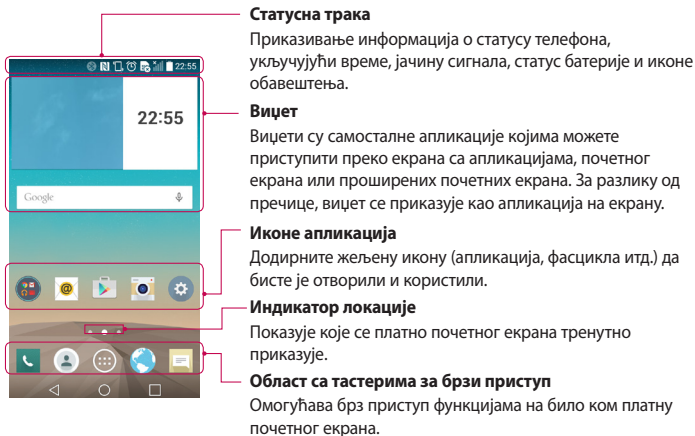 Статусна трака
Приказивање информација о статусу телефона,
укључујући време, јачину сигнала, статус батерије и иконе
обавештења.
22:55
Виџет
22:55
Виџети су самосталне апликације којима можете
приступити преко екрана са апликацијама, почетног
екрана или проширених почетних екрана. За разлику од
пречице, виџет се приказује као апликација на екрану.
Google
Иконе апликација
Додирните жељену икону (апликација, фасцикла итд.) да
бисте је отворили и користили.
Индикатор локације
Показује које се платно почетног екрана тренутно
приказује.
Област са тастерима за брзи приступ
Омогућава брз приступ функцијама на било ком платну
почетног екрана.